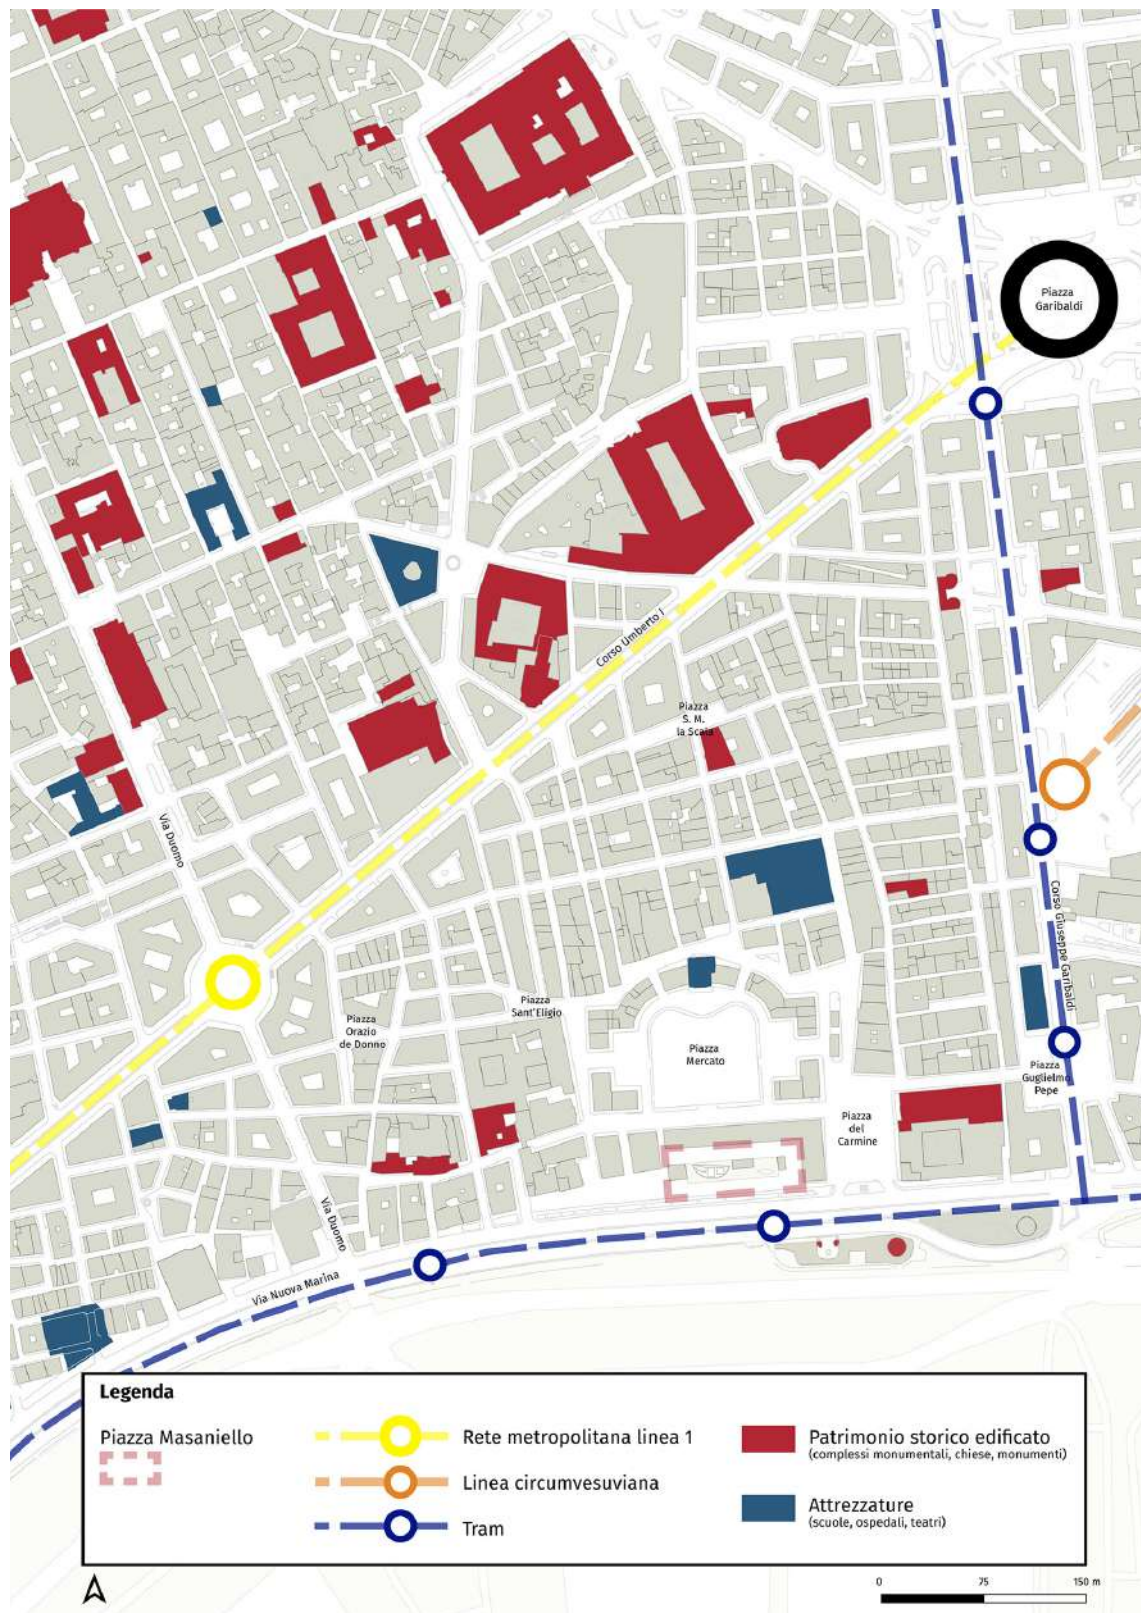 Piazza
Garibaldi
Corso Umberto I
Piazza
S. M.
la Scala
Via Duomo
Corso Giuseppe Garibaldi
Piazza
Sant'Eligio
Piazza
Orazio
de Donno
Piazza
Mercato
Piazza
Guglielmo
Pepe
Piazza
del
Carmine
Via Duomo
Via Nuova Marina
Legenda
Piazza Masaniello
Rete metropolitana linea 1
Linea circumvesuviana
Tram
Patrimonio storico edificato
(complessi monumentali, chiese, monumenti)
Attrezzature
(scuole, ospedali, teatri)
0 75 150 m